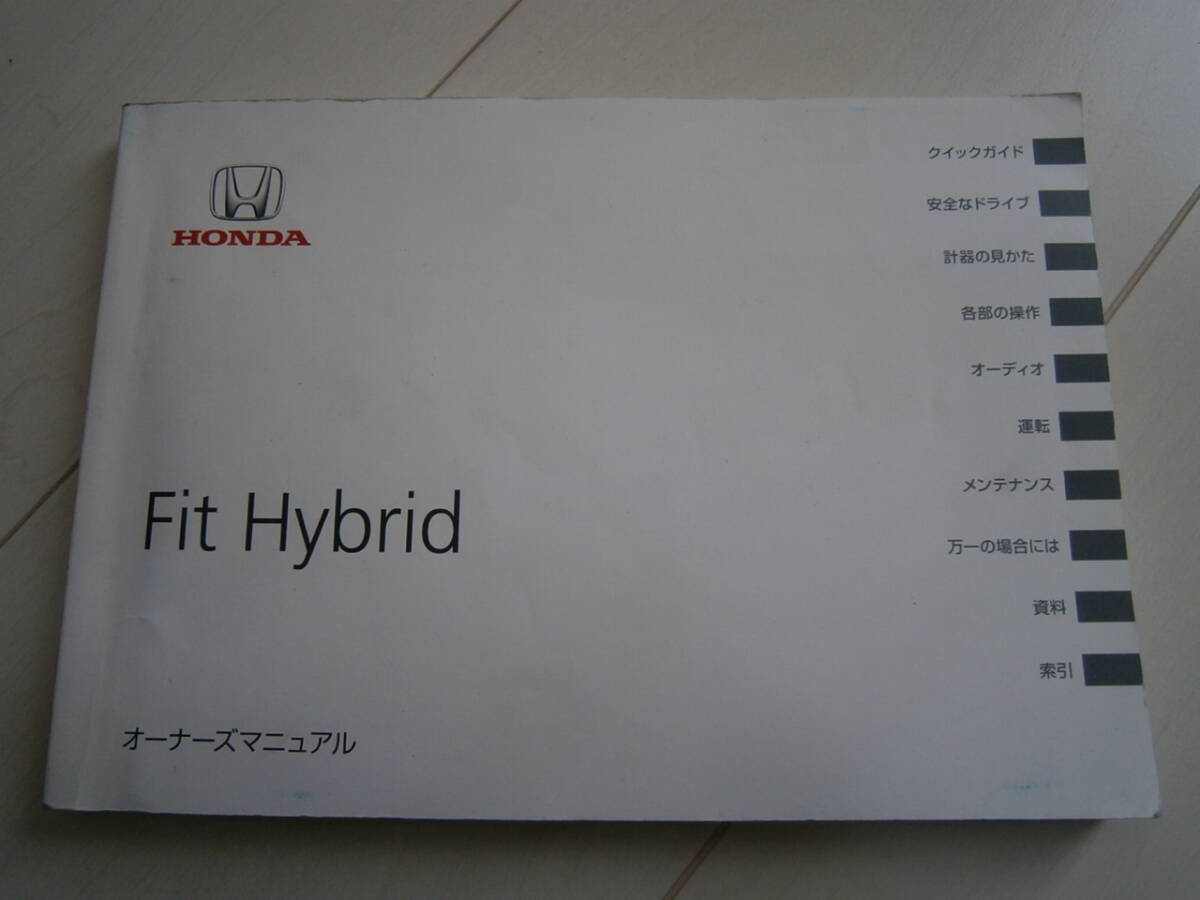 HONDA
Fit Hybrid
オーナーズマニュアル
クイックガイド
安全なドライブ
計器の見かた
各部の操作
オーディオ
運転
メンテナンス
万一の場合には
資料
索引